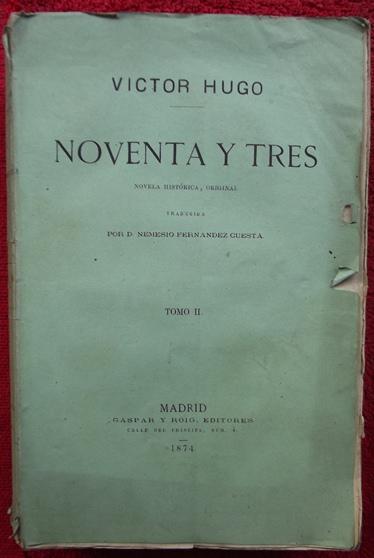 VICTOR HUGO
NOVENTA Y TRES
NOVELA HISTÓRICA, ORIGINAL
TRADUCIDA
POR D. NEMESIO FERNANDEZ CUESTA.
TOMO II.
MADRID
GASPAR Y ROIG, EDITORES
CALLE DEL PRINCIPE, NÚM. 4.
1874